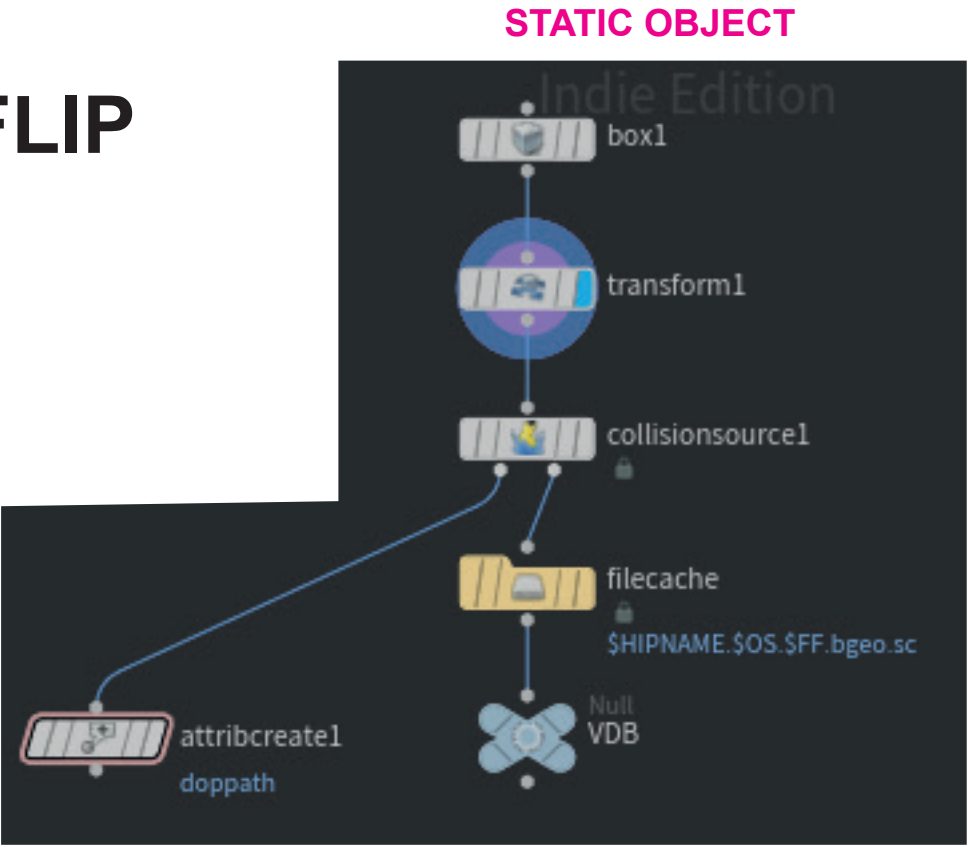 STATIC OBJECT
FLIP
Indie Edition
box1
transform1
collisionsource1
filecache
$HIPNAME.$OS.$FF.bgeo.sc
Null
VDB
attribcreate1
doppath